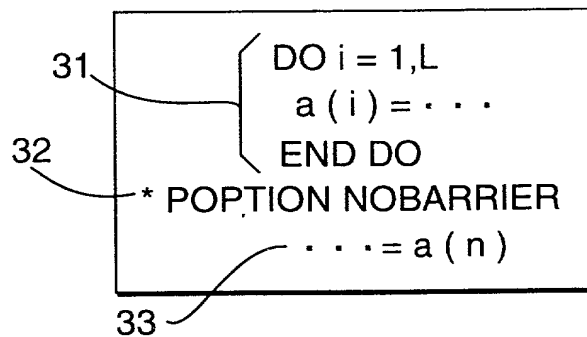 31
DO i = 1,L
a ( i ) = · · ·
END DO
32
* POPTION NOBARRIER
· · · = a ( n )
33